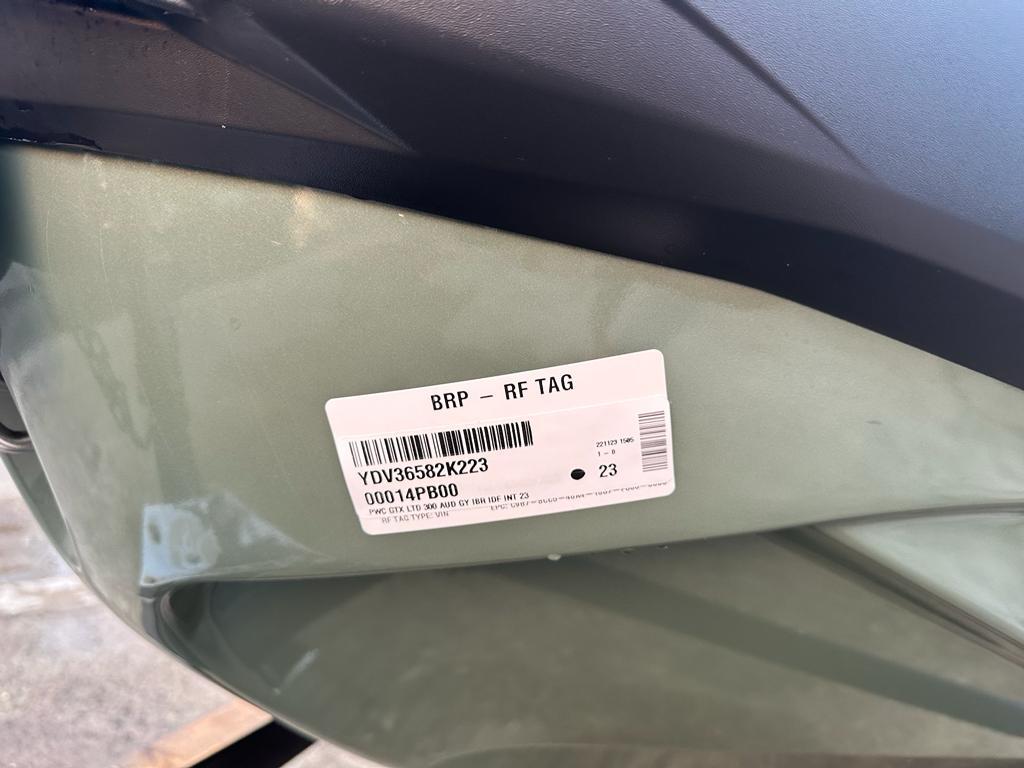 BRP – RF TAG
YDV36582K223
221123 1505
1 – 0
23
00014PB00
PWC GTX LTD 300 AUD GY IBR IDF INT 23
RF TAG TYPE: VIN